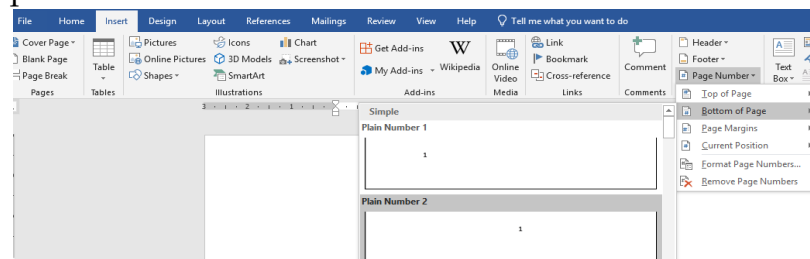 File Home Insert Design Layout References Mailings Review View Help Tell me what you want to do
Cover Page
Blank Page
Page Break
Pages
Table
Tables
Pictures
Online Pictures
Shapes
Icons
3D Models
SmartArt
Chart
Screenshot
Illustrations
Get Add-ins
My Add-ins
Wikipedia
Add-ins
Online
Video
Media
Link
Bookmark
Cross-reference
Links
Comment
Comments
Header
Footer
Page Number
Text
Box
Top of Page
Bottom of Page
Page Margins
Current Position
Format Page Numbers...
Remove Page Numbers
3 2 1
Simple
Plain Number 1
1
Plain Number 2
1